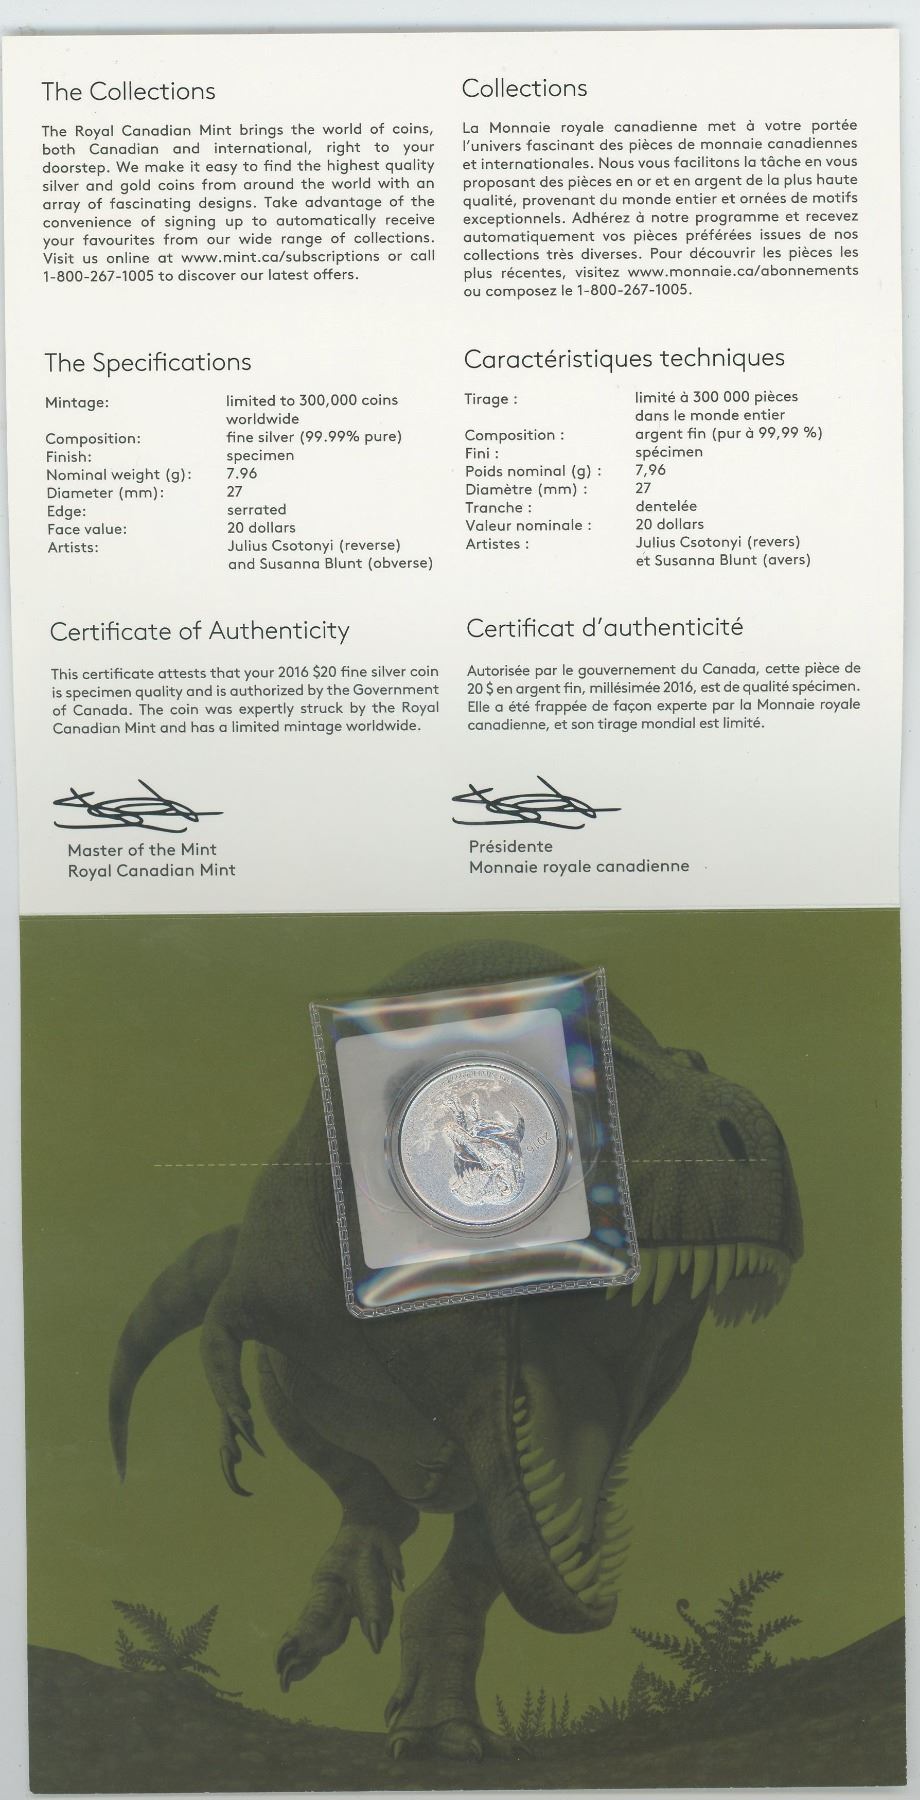 The Collections
The Royal Canadian Mint brings the world of coins,
both Canadian and international, right to your
doorstep. We make it easy to find the highest quality
silver and gold coins from around the world with an
array of fascinating designs. Take advantage of the
convenience of signing up to automatically receive
your favourites from our wide range of collections.
Visit us online at www.mint.ca/subscriptions or call
1-800-267-1005 to discover our latest offers.
Collections
La Monnaie royale canadienne met à votre portée
l'univers fascinant des pièces de monnaie canadiennes
et internationales. Nous vous facilitons la tâche en vous
proposant des pièces en or et en argent de la plus haute
qualité, provenant du monde entier et ornées de motifs
exceptionnels. Adhérez à notre programme et recevez
automatiquement vos pièces préférées issues de nos
collections très diverses. Pour découvrir les pièces les
plus récentes, visitez www.monnaie.ca/abonnements
ou composez le 1-800-267-1005.
The Specifications
Mintage: limited to 300,000 coins
worldwide
Composition: fine silver (99.99% pure)
Finish: specimen
Nominal weight (g): 7.96
Diameter (mm): 27
Edge: serrated
Face value: 20 dollars
Artists: Julius Csotonyi (reverse)
and Susanna Blunt (obverse)
Caractéristiques techniques
Tirage : limité à 300 000 pièces
dans le monde entier
Composition : argent fin (pur à 99,99 %)
Fini : spécimen
Poids nominal (g) : 7,96
Diamètre (mm) : 27
Tranche : dentelée
Valeur nominale : 20 dollars
Artistes : Julius Csotonyi (revers)
et Susanna Blunt (avers)
Certificate of Authenticity
This certificate attests that your 2016 $20 fine silver coin
is specimen quality and is authorized by the Government
of Canada. The coin was expertly struck by the Royal
Canadian Mint and has a limited mintage worldwide.
Master of the Mint
Royal Canadian Mint
Certificat d'authenticité
Autorisée par le gouvernement du Canada, cette pièce de
20 $ en argent fin, millésimée 2016, est de qualité spécimen.
Elle a été frappée de façon experte par la Monnaie royale
canadienne, et son tirage mondial est limité.
Présidente
Monnaie royale canadienne
2016